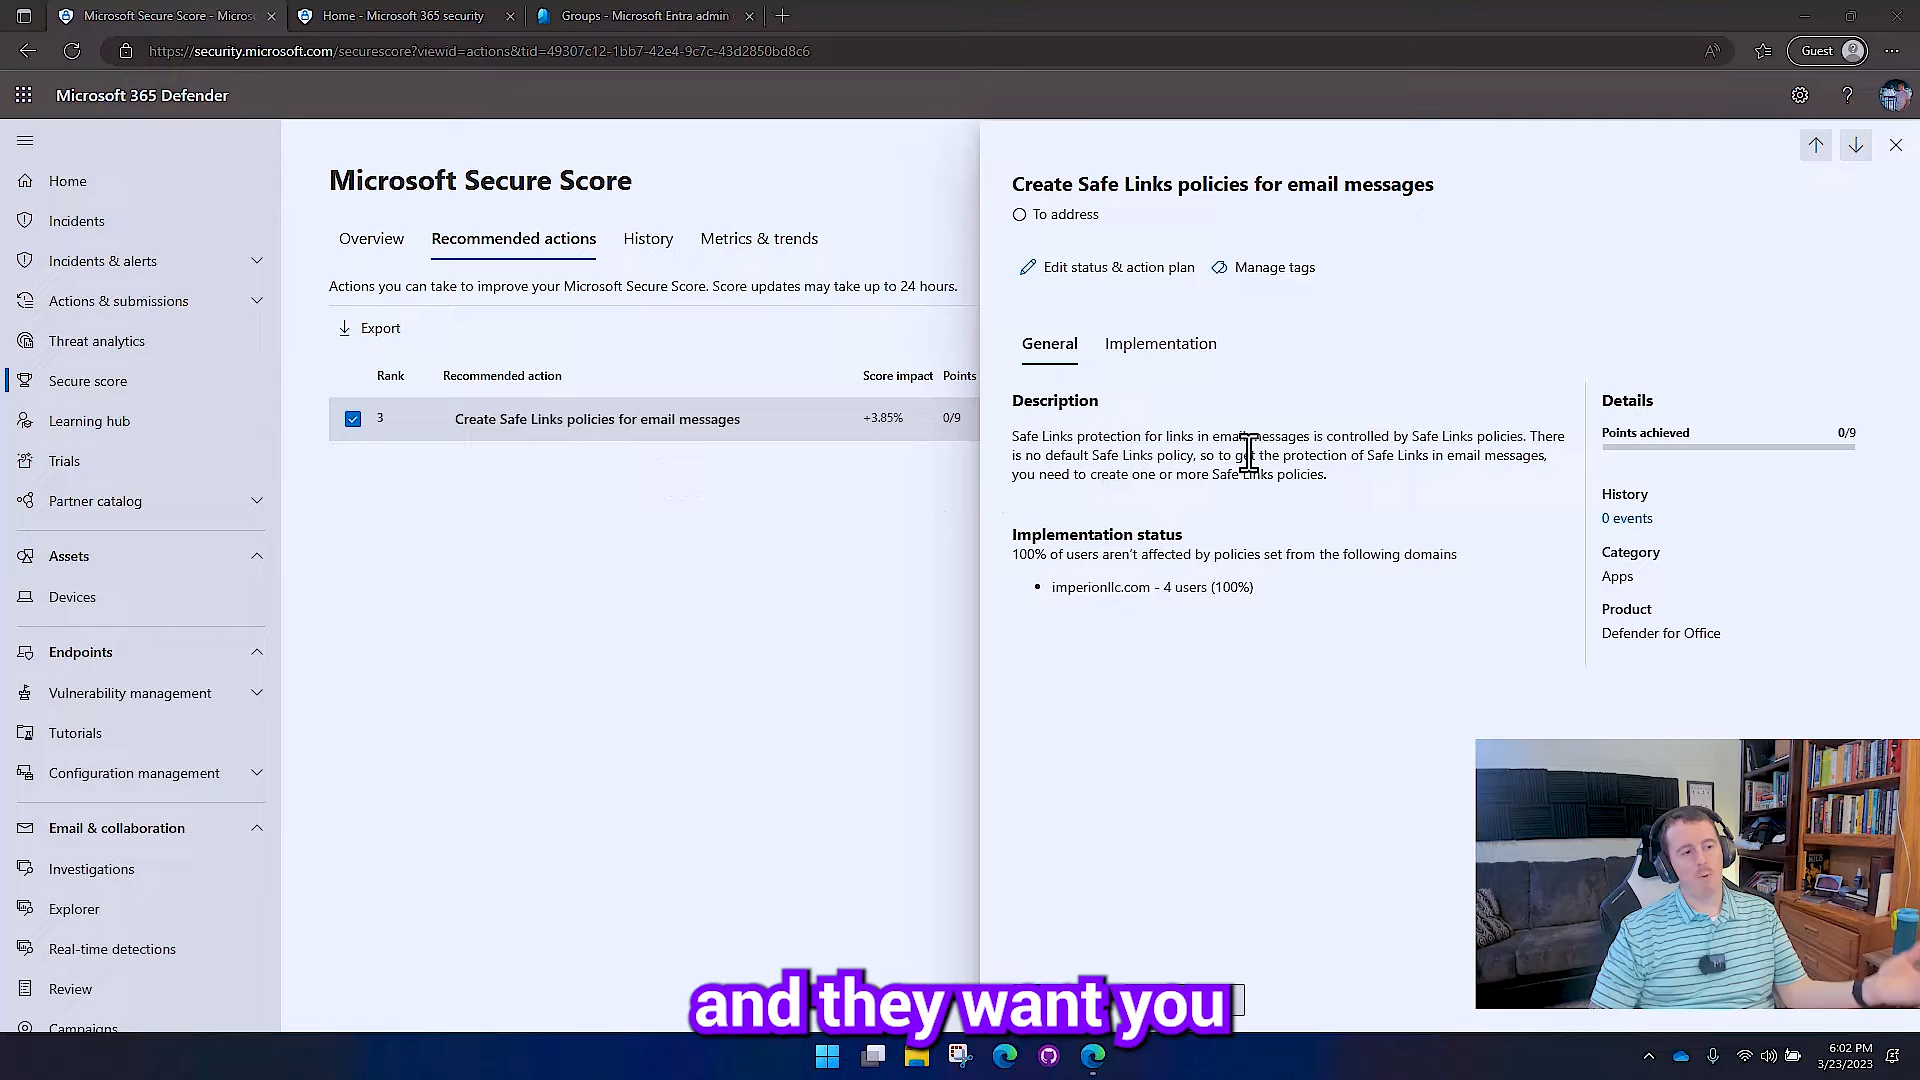 Microsoft Secure Score - Micros
Home - Microsoft 365 security
Groups - Microsoft Entra admin
https://security.microsoft.com/securescore?viewid=actions&tid=49307c12-1bb7-42e4-9c7c-43d2850bd8c6
Guest
Microsoft 365 Defender
Home
Incidents
Incidents & alerts
Actions & submissions
Threat analytics
Secure score
Learning hub
Trials
Partner catalog
Assets
Devices
Endpoints
Vulnerability management
Tutorials
Configuration management
Email & collaboration
Investigations
Explorer
Real-time detections
Review
Campaigns
Microsoft Secure Score
Overview
Recommended actions
History
Metrics & trends
Actions you can take to improve your Microsoft Secure Score. Score updates may take up to 24 hours.
Export
Rank
Recommended action
Score impact
Points
3
Create Safe Links policies for email messages
+3.85%
0/9
Create Safe Links policies for email messages
To address
Edit status & action plan
Manage tags
General
Implementation
Description
Safe Links protection for links in email messages is controlled by Safe Links policies. There
is no default Safe Links policy, so to get the protection of Safe Links in email messages,
you need to create one or more Safe Links policies.
Implementation status
100% of users aren't affected by policies set from the following domains
imperionllc.com - 4 users (100%)
Details
Points achieved
0/9
History
0 events
Category
Apps
Product
Defender for Office
and they want you
6:02 PM
3/23/2023